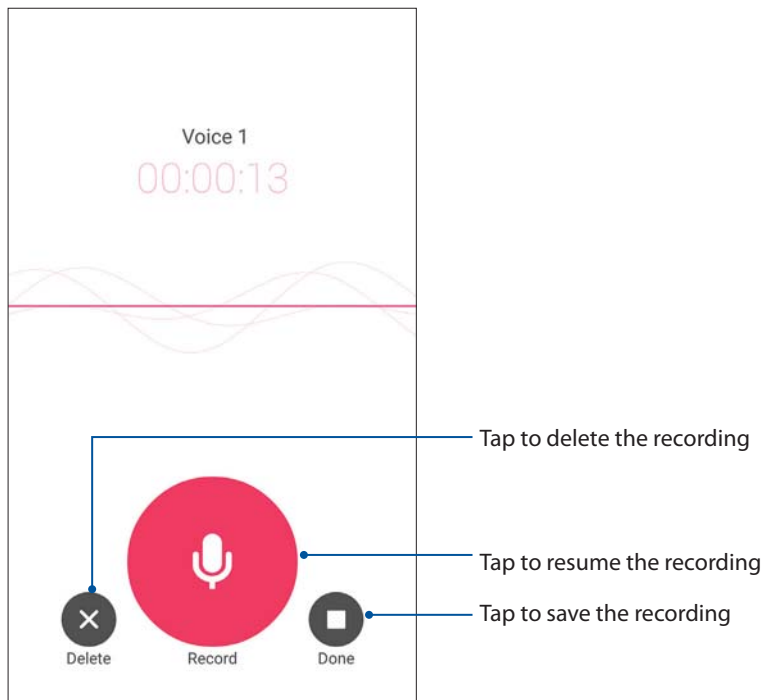 Voice 1
00:00:13
Tap to delete the recording
Tap to resume the recording
Tap to save the recording
Delete Record Done